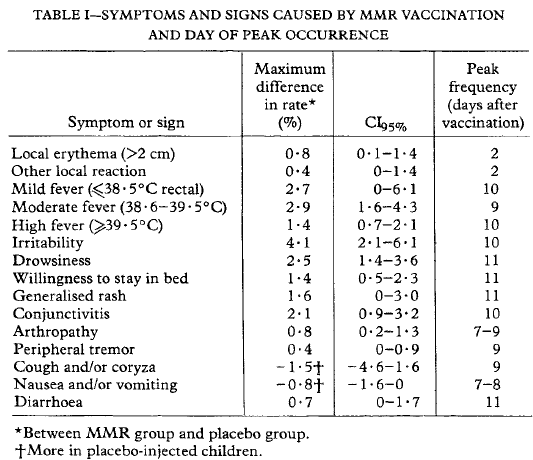 TABLE I—SYMPTOMS AND SIGNS CAUSED BY MMR VACCINATION
AND DAY OF PEAK OCCURRENCE
Symptom or sign | Maximum difference in rate* (%) | CI95% | Peak frequency (days after vaccination)
Local erythema (>2 cm) 0·8 0·1–1·4 2
Other local reaction 0·4 0–1·4 2
Mild fever (⩽38·5°C rectal) 2·7 0–6·1 10
Moderate fever (38·6–39·5°C) 2·9 1·6–4·3 9
High fever (⩾39·5°C) 1·4 0·7–2·1 10
Irritability 4·1 2·1–6·1 10
Drowsiness 2·5 1·4–3·6 11
Willingness to stay in bed 1·4 0·5–2·3 11
Generalised rash 1·6 0–3·0 11
Conjunctivitis 2·1 0·9–3·2 10
Arthropathy 0·8 0·2–1·3 7–9
Peripheral tremor 0·4 0–0·9 9
Cough and/or coryza −1·5† −4·6–1·6 9
Nausea and/or vomiting −0·8† −1·6–0 7–8
Diarrhoea 0·7 0–1·7 11
*Between MMR group and placebo group.
†More in placebo-injected children.